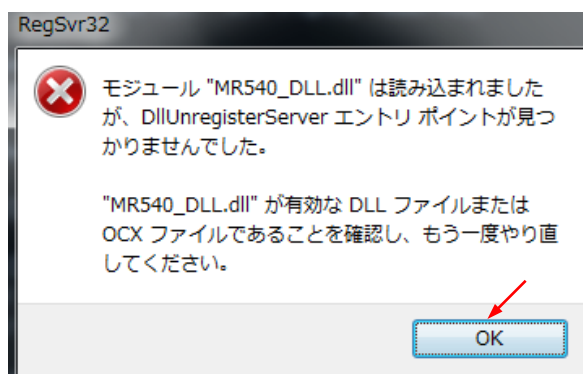 RegSvr32
モジュール "MR540_DLL.dll" は読み込まれました
が、DllUnregisterServer エントリ ポイントが見つ
かりませんでした。
"MR540_DLL.dll" が有効な DLL ファイルまたは
OCX ファイルであることを確認し、もう一度やり直
してください。
OK